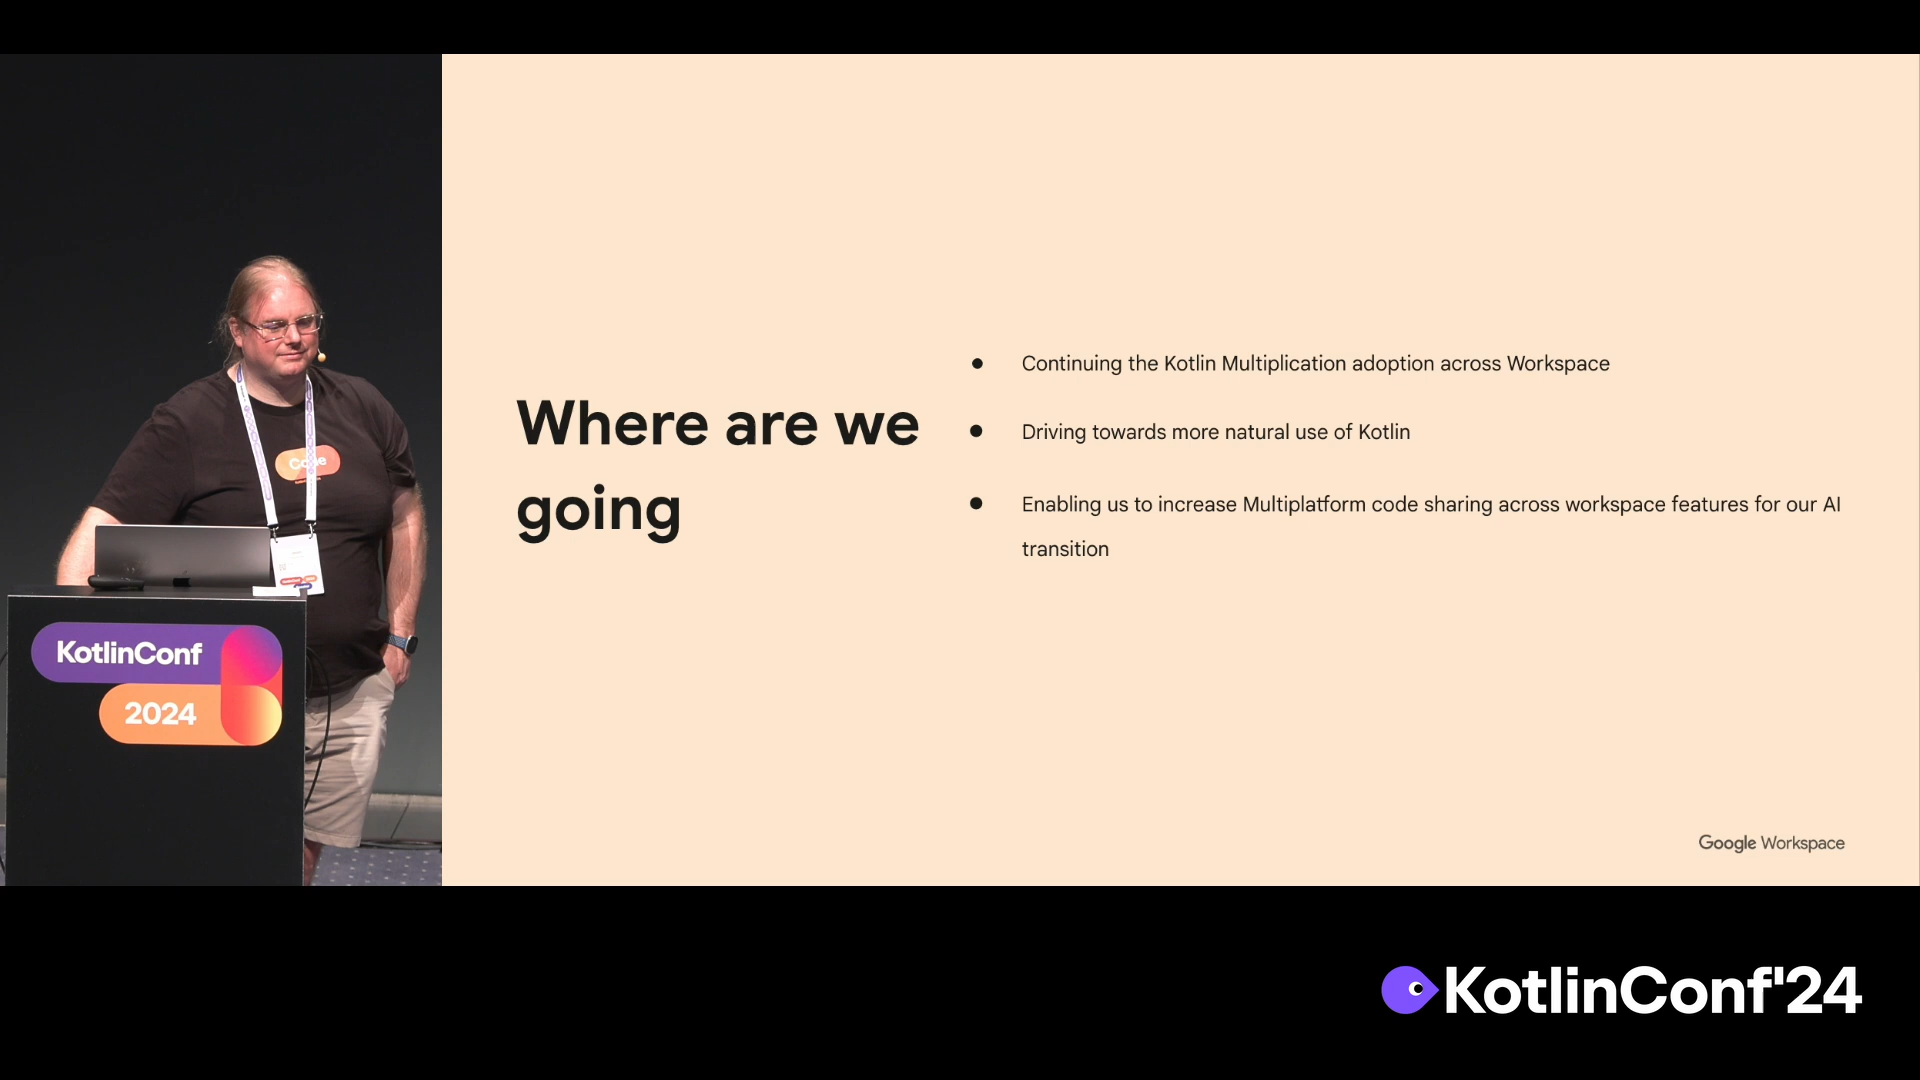 Where are we
going
Continuing the Kotlin Multiplication adoption across Workspace
Driving towards more natural use of Kotlin
Enabling us to increase Multiplatform code sharing across workspace features for our AI
transition
Google Workspace
KotlinConf
2024
KotlinConf'24